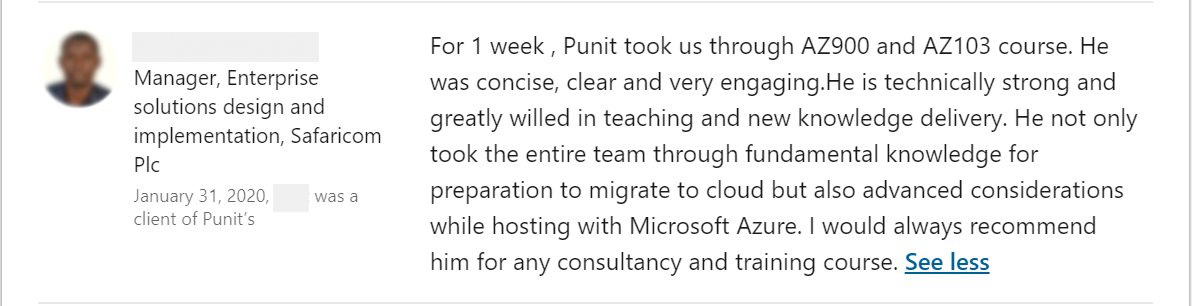 Manager, Enterprise
solutions design and
implementation, Safaricom
Plc
January 31, 2020, was a
client of Punit's
For 1 week , Punit took us through AZ900 and AZ103 course. He
was concise, clear and very engaging.He is technically strong and
greatly willed in teaching and new knowledge delivery. He not only
took the entire team through fundamental knowledge for
preparation to migrate to cloud but also advanced considerations
while hosting with Microsoft Azure. I would always recommend
him for any consultancy and training course. See less